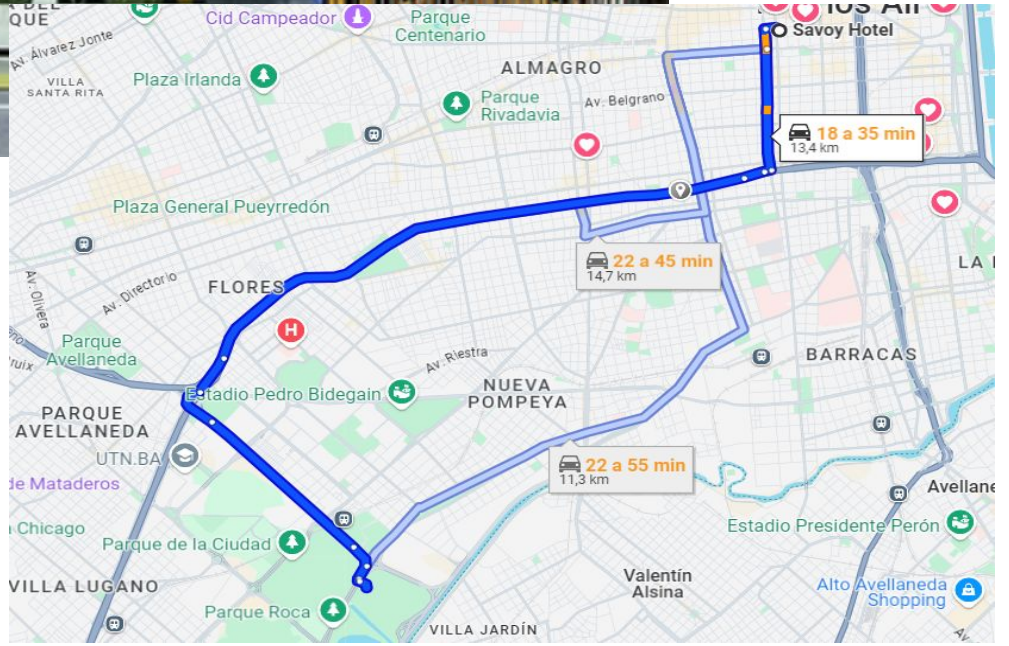 QUE
Cid Campeador
Parque
Centenario
Savoy Hotel
Av. Álvarez Jonte
VILLA
SANTA RITA
Plaza Irlanda
ALMAGRO
Parque
Rivadavia
Av. Belgrano
18 a 35 min
13,4 km
Plaza General Pueyrredón
22 a 45 min
14,7 km
LA
Av. Olivera
Av. Directorio
FLORES
H
Parque
Avellaneda
Av. Riestra
BARRACAS
Estadio Pedro Bidegain
NUEVA
POMPEYA
PARQUE
AVELLANEDA
UTN.BA
22 a 55 min
11,3 km
de Mataderos
Avellane
Chicago
Parque de la Ciudad
Estadio Presidente Perón
VILLA LUGANO
Valentín
Alsina
Alto Avellaneda
Shopping
Parque Roca
VILLA JARDÍN
Av.